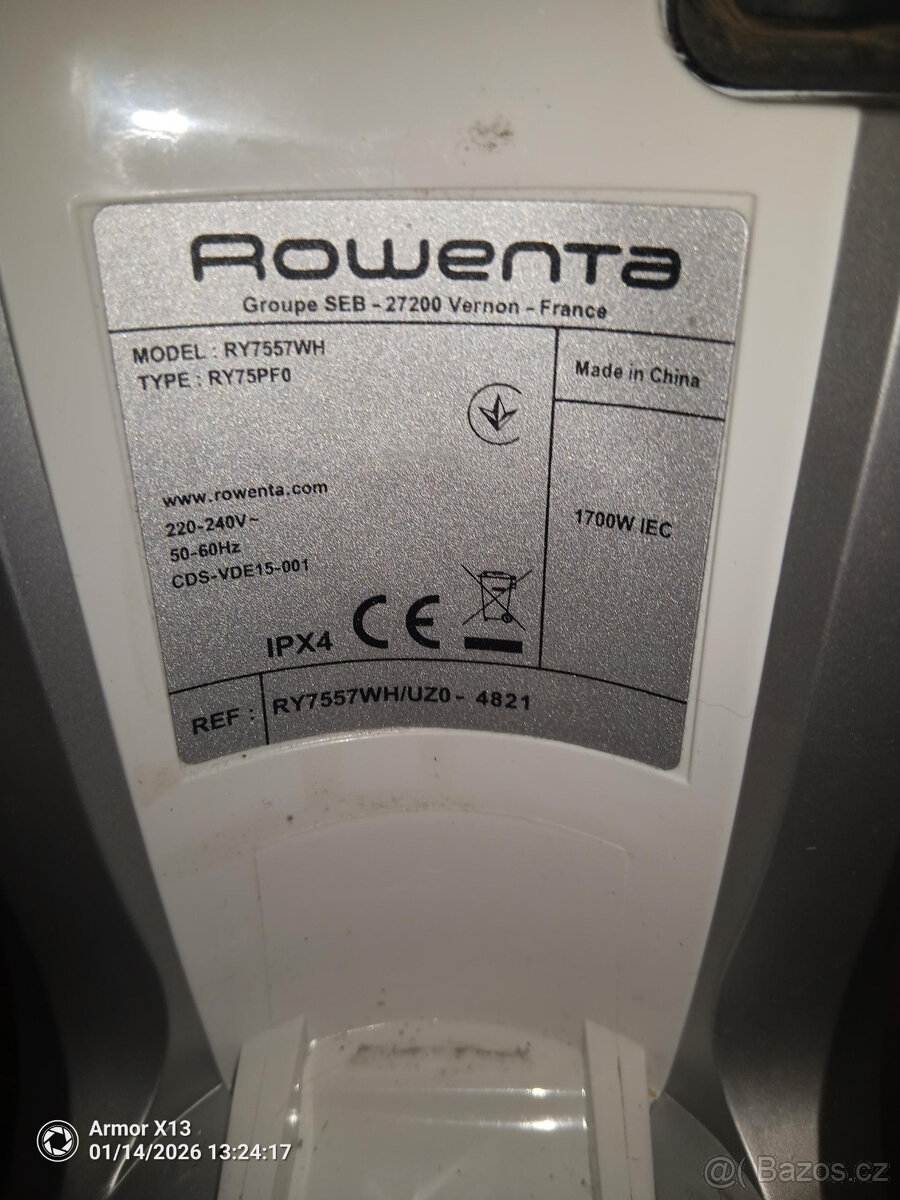 Rowenta
Groupe SEB - 27200 Vernon - France
MODEL : RY7557WH
TYPE : RY75PF0
Made in China
www.rowenta.com
220-240V~
50-60Hz
CDS-VDE15-001
1700W IEC
IPX4 CE
REF : RY7557WH/UZ0 - 4821
Armor X13
01/14/2026 13:24:17
@( Bazos.cz